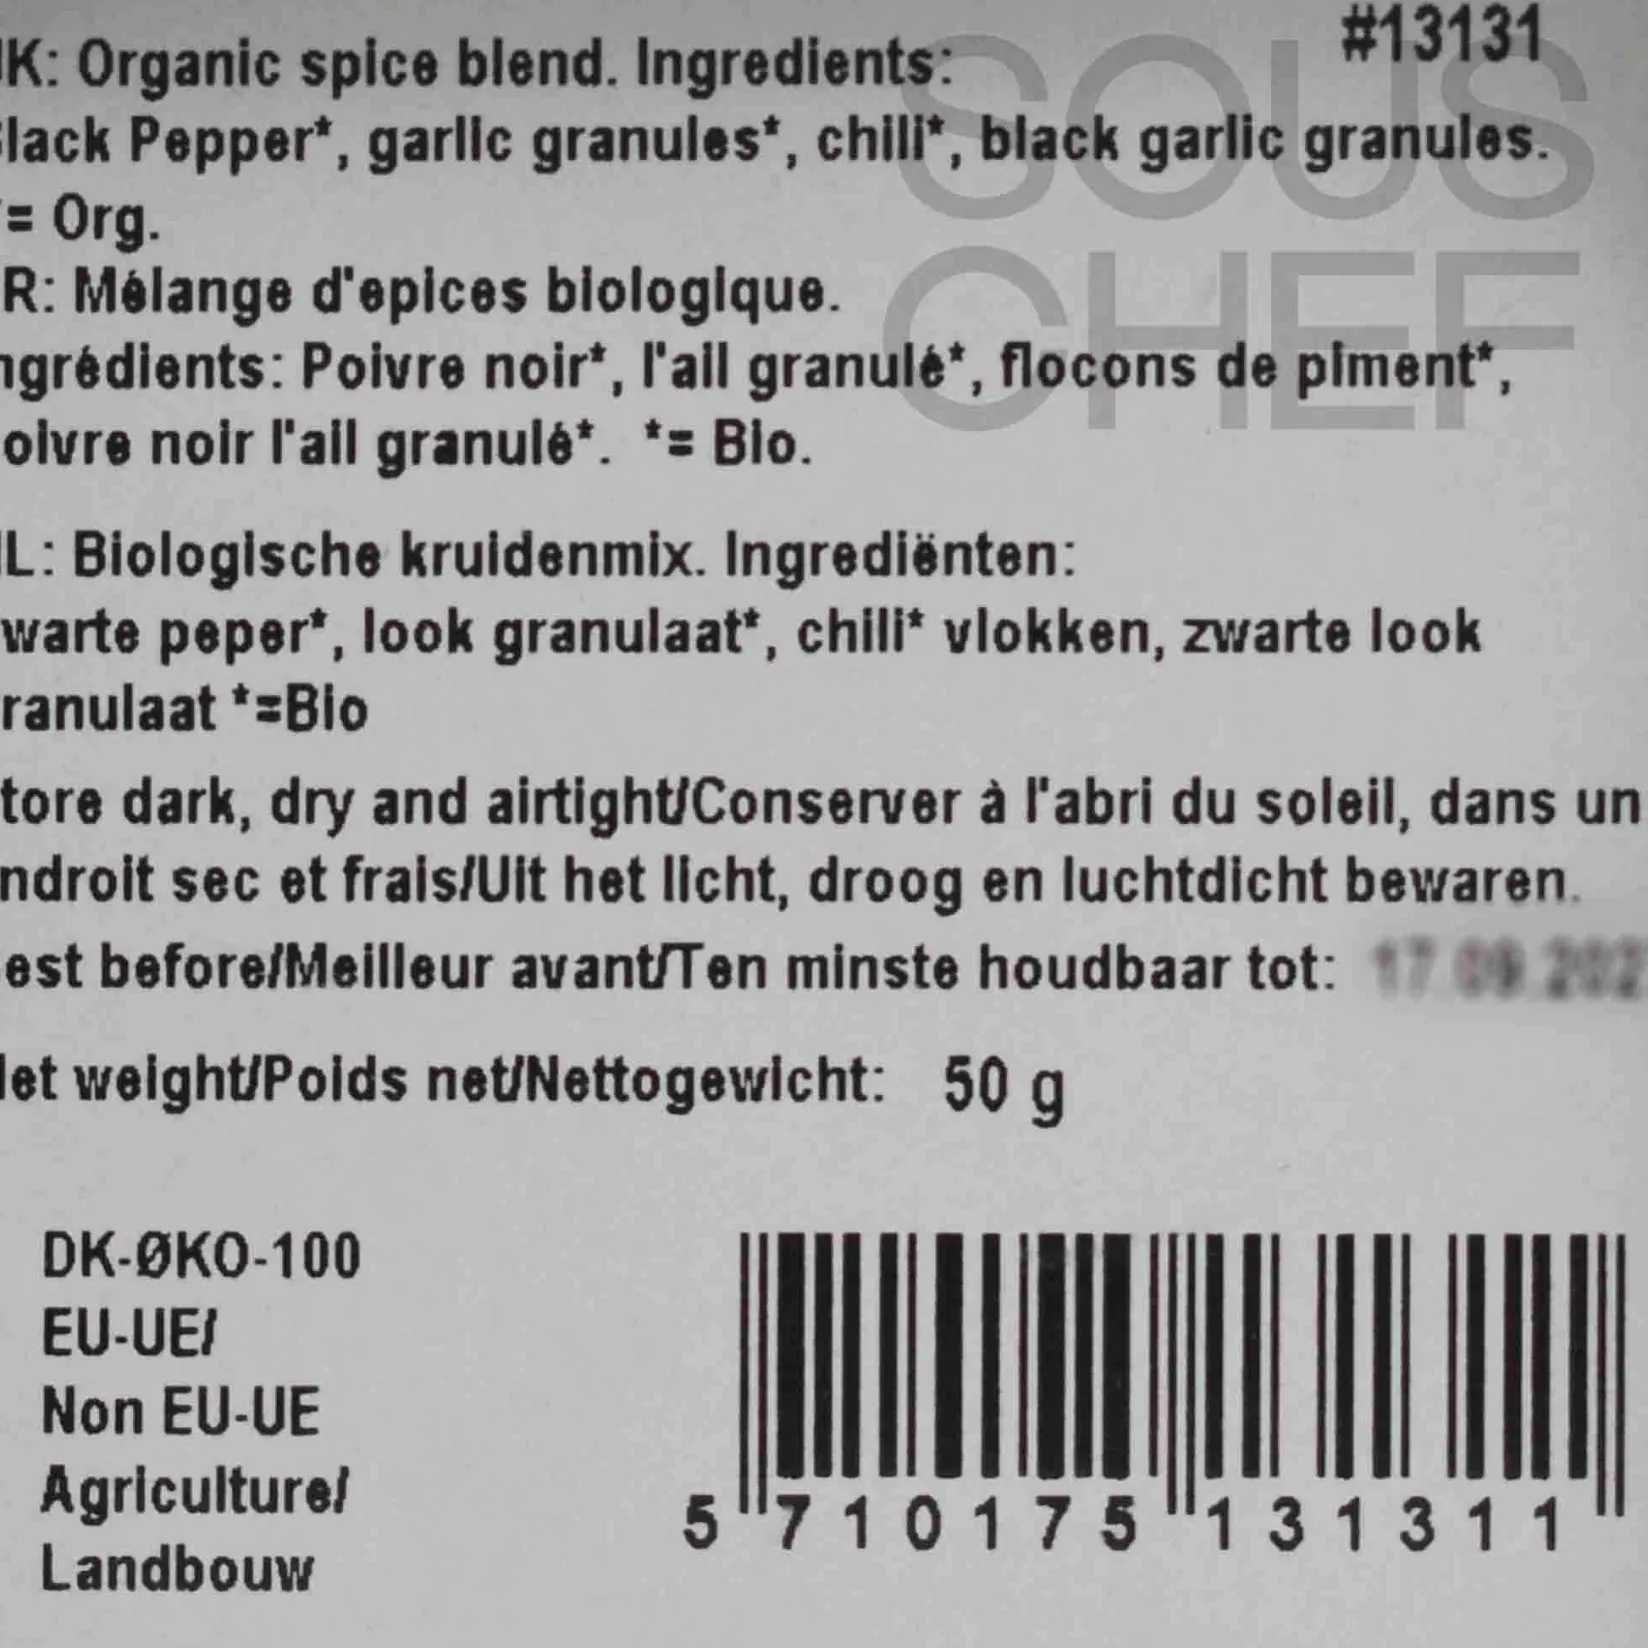 #13131
K: Organic spice blend. Ingredients:
lack Pepper*, garlic granules*, chili*, black garlic granules.
*= Org.
R: Mélange d'epices biologique.
ngrédients: Poivre noir*, l'ail granulé*, flocons de piment*,
oivre noir l'ail granulé*. *= Bio.
L: Biologische kruidenmix. Ingrediënten:
warte peper*, look granulaat*, chili* vlokken, zwarte look
ranulaat *=Bio
tore dark, dry and airtight/Conserver à l'abri du soleil, dans un
ndroit sec et frais/Uit het licht, droog en luchtdicht bewaren.
est before/Meilleur avant/Ten minste houdbaar tot:
et weight/Poids net/Nettogewicht: 50 g
DK-ØKO-100
EU-UE/
Non EU-UE
Agriculture/
Landbouw
5 710175 131311
SOUS
CHEF